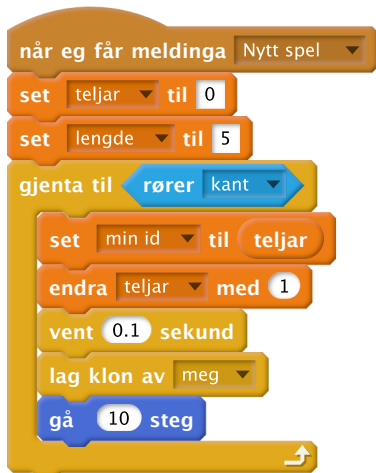 når eg får meldinga Nytt spel
set teljar til 0
set lengde til 5
gjenta til rører kant
set min id til teljar
endra teljar med 1
vent 0.1 sekund
lag klon av meg
gå 10 steg